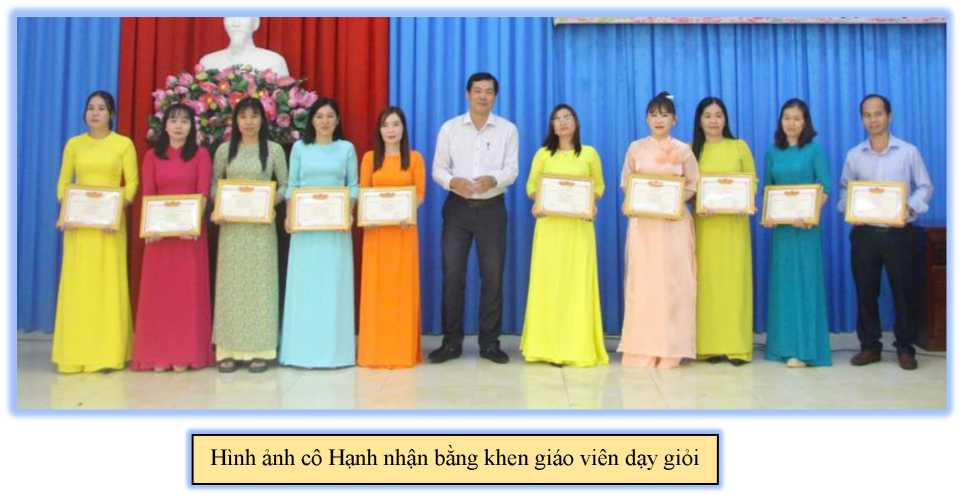 Hình ảnh cô Hạnh nhận bằng khen giáo viên dạy giỏi